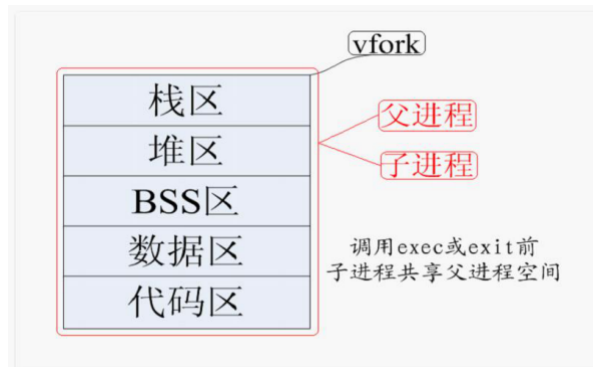 vfork
栈区
父进程
堆区
子进程
BSS区
数据区
调用exec或exit前
子进程共享父进程空间
代码区